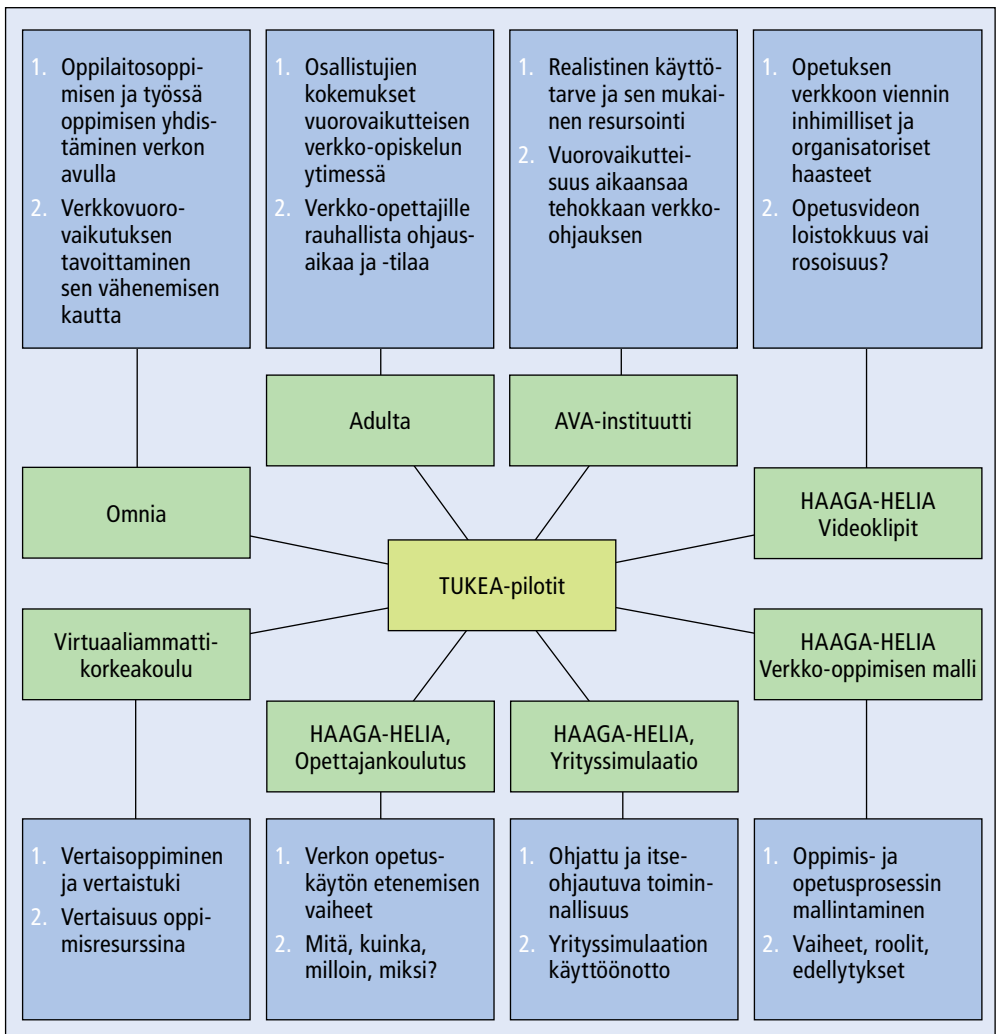 1. Oppilaitosoppi-
misen ja työssä
oppimisen yhdis-
täminen verkon
avulla
2. Verkkovuoro-
vaikutuksen
tavoittaminen
sen vähenemisen
kautta
1. Osallistujien
kokemukset
vuorovaikutteisen
verkko-opiskelun
ytimessä
2. Verkko-opettajille
rauhallista ohjaus-
aikaa ja -tilaa
1. Realistinen käyttö-
tarve ja sen mukai-
nen resursointi
2. Vuorovaikuttei-
suus aikaansaa
tehokkaan verkko-
ohjauksen
1. Opetuksen
verkkoon viennin
inhimilliset ja
organisatoriset
haasteet
2. Opetusvideon
loistokkuus vai
rosoisuus?
Adulta
AVA-instituutti
Omnia
HAAGA-HELIA
Videoklipit
TUKEA-pilotit
Virtuaaliammatti-
korkeakoulu
HAAGA-HELIA
Verkko-oppimisen malli
HAAGA-HELIA,
Opettajankoulutus
HAAGA-HELIA,
Yrityssimulaatio
1. Vertaisoppiminen
ja vertaistuki
2. Vertaisuus oppi-
misresurssina
1. Verkon opetus-
käytön etenemisen
vaiheet
2. Mitä, kuinka,
milloin, miksi?
1. Ohjattu ja itse-
ohjautuva toimin-
nallisuus
2. Yrityssimulaation
käyttöönotto
1. Oppimis- ja
opetusprosessin
mallintaminen
2. Vaiheet, roolit,
edellytykset